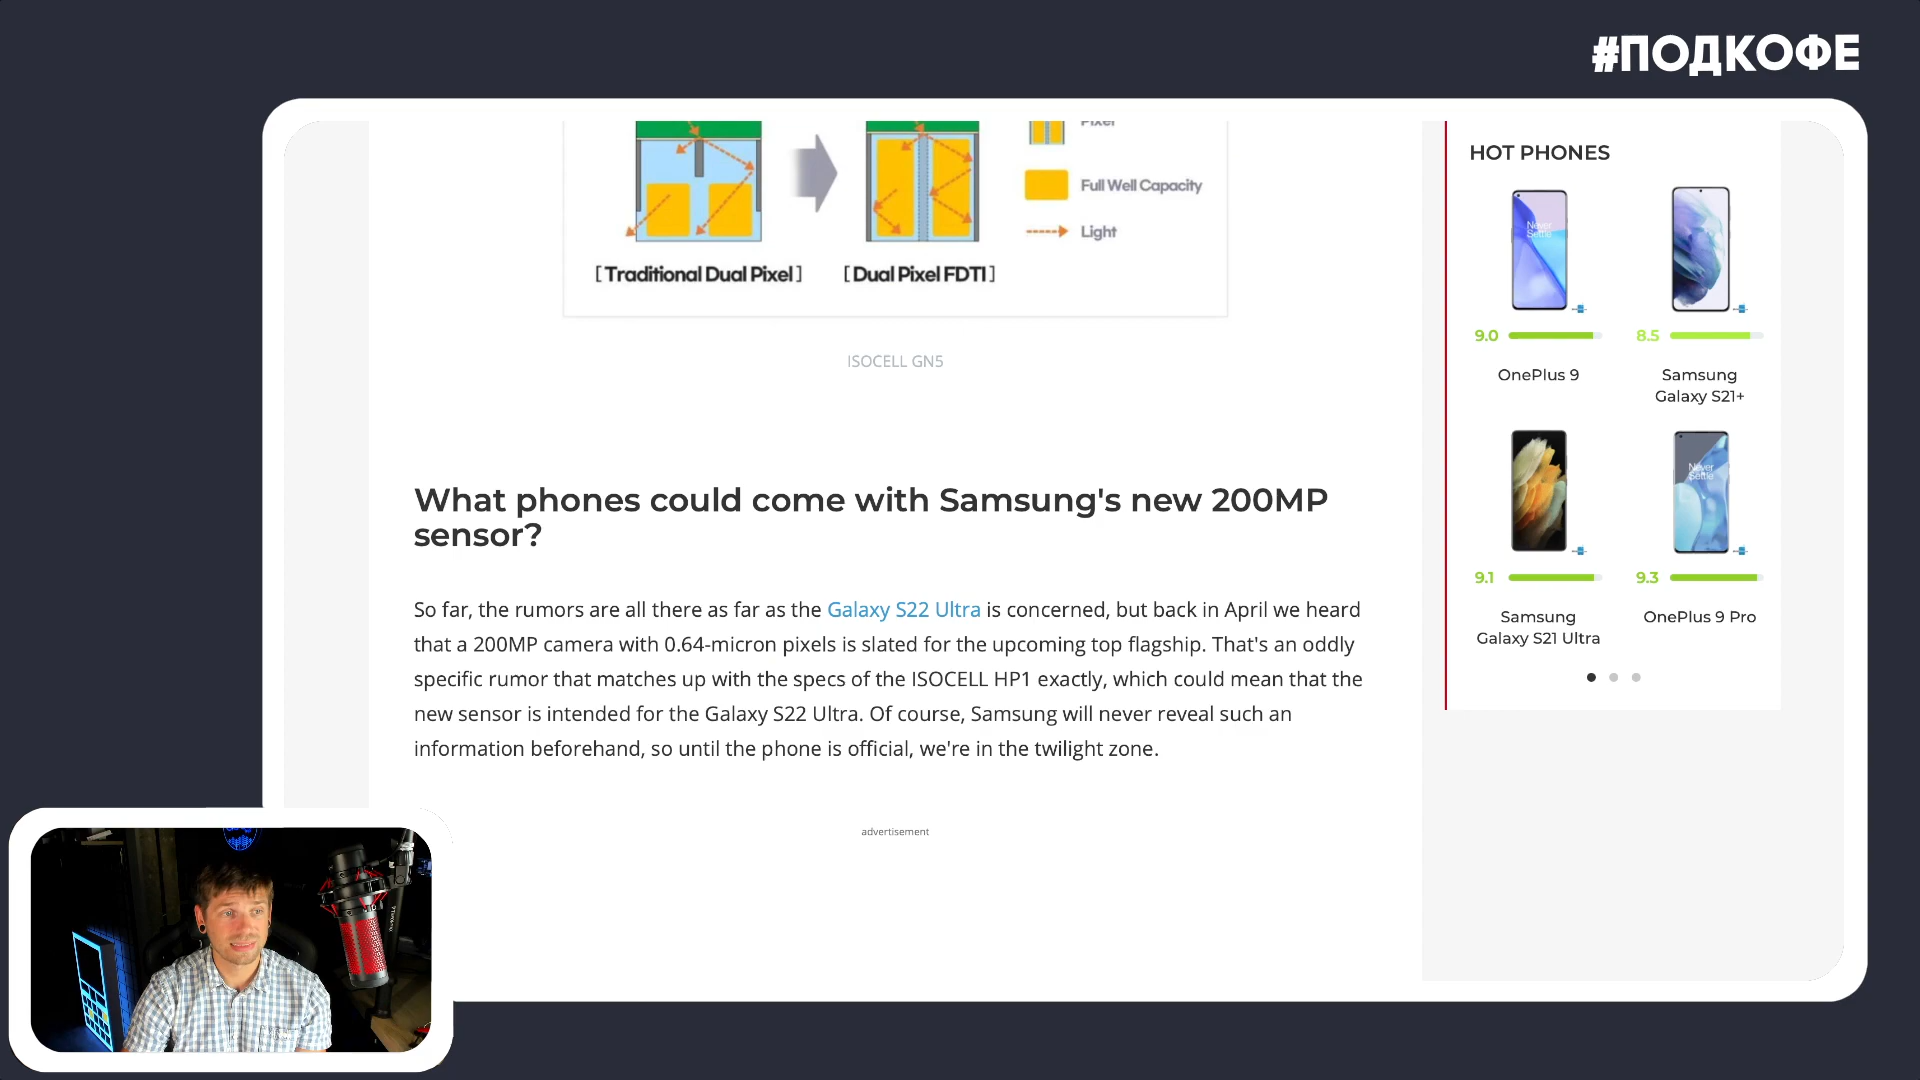 #ПОДКОФЕ
Pixel
Full Well Capacity
Light
[Traditional Dual Pixel]
[Dual Pixel FDTI]
ISOCELL GN5
What phones could come with Samsung's new 200MP
sensor?
So far, the rumors are all there as far as the Galaxy S22 Ultra is concerned, but back in April we heard
that a 200MP camera with 0.64-micron pixels is slated for the upcoming top flagship. That's an oddly
specific rumor that matches up with the specs of the ISOCELL HP1 exactly, which could mean that the
new sensor is intended for the Galaxy S22 Ultra. Of course, Samsung will never reveal such an
information beforehand, so until the phone is official, we're in the twilight zone.
advertisement
HOT PHONES
Never
Settle
9.0
OnePlus 9
8.5
Samsung
Galaxy S21+
9.1
Samsung
Galaxy S21 Ultra
Never
Settle
9.3
OnePlus 9 Pro